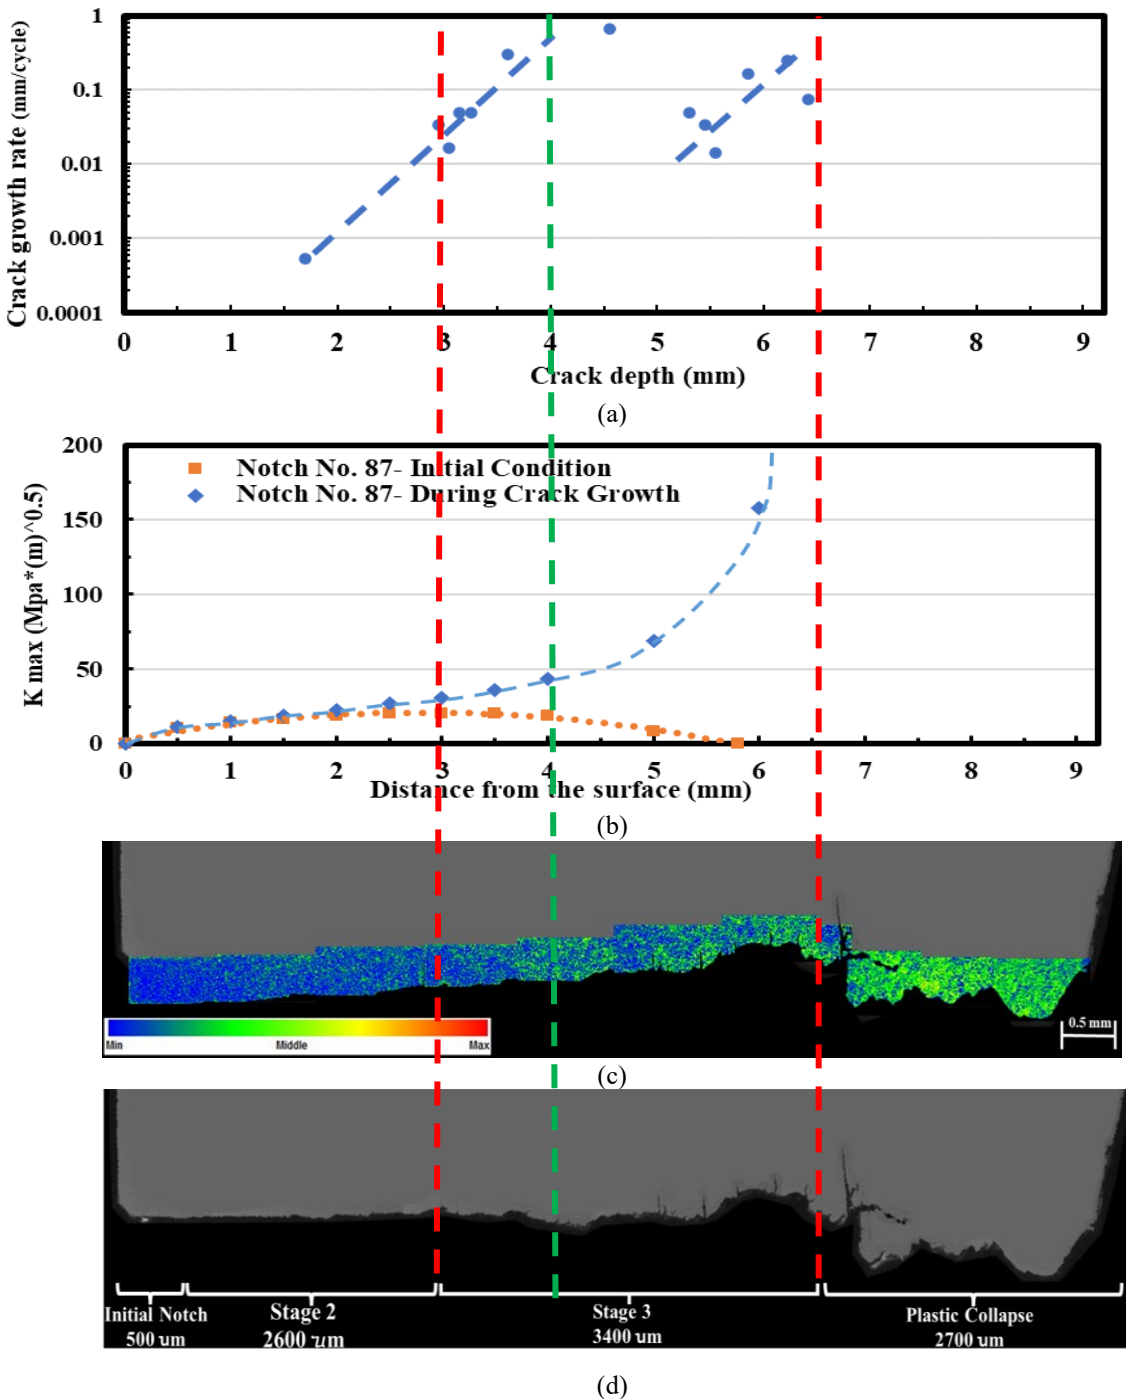 Crack growth rate (mm/cycle)
1
0.1
0.01
0.001
0.0001
0 1 2 3 4 5 6 7 8 9
Crack depth (mm)
(a)
K max (Mpa*(m)^0.5)
200
150
100
50
0
Notch No. 87- Initial Condition
Notch No. 87- During Crack Growth
0 1 2 3 4 5 6 7 8 9
Distance from the surface (mm)
(b)
Min Middle Max
0.5 mm
(c)
Initial Notch
500 um
Stage 2
2600 um
Stage 3
3400 um
Plastic Collapse
2700 um
(d)